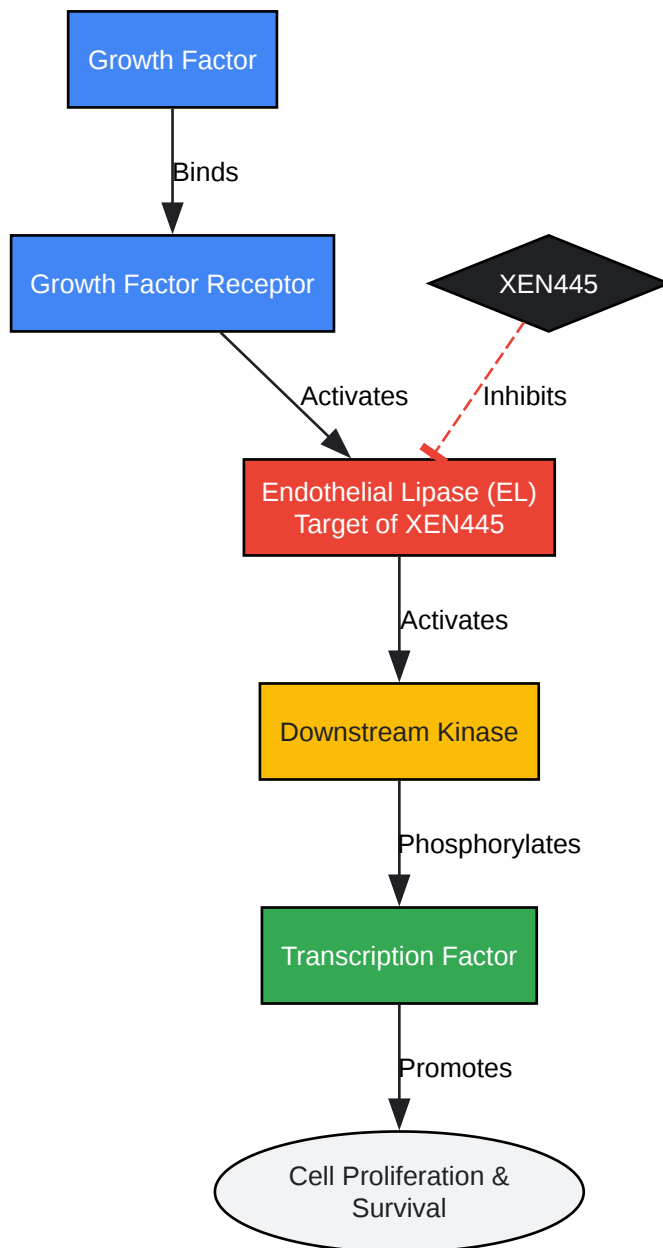 Growth Factor
Binds
Growth Factor Receptor
XEN445
Activates
Inhibits
Endothelial Lipase (EL)
Target of XEN445
Activates
Downstream Kinase
Phosphorylates
Transcription Factor
Promotes
Cell Proliferation &
Survival